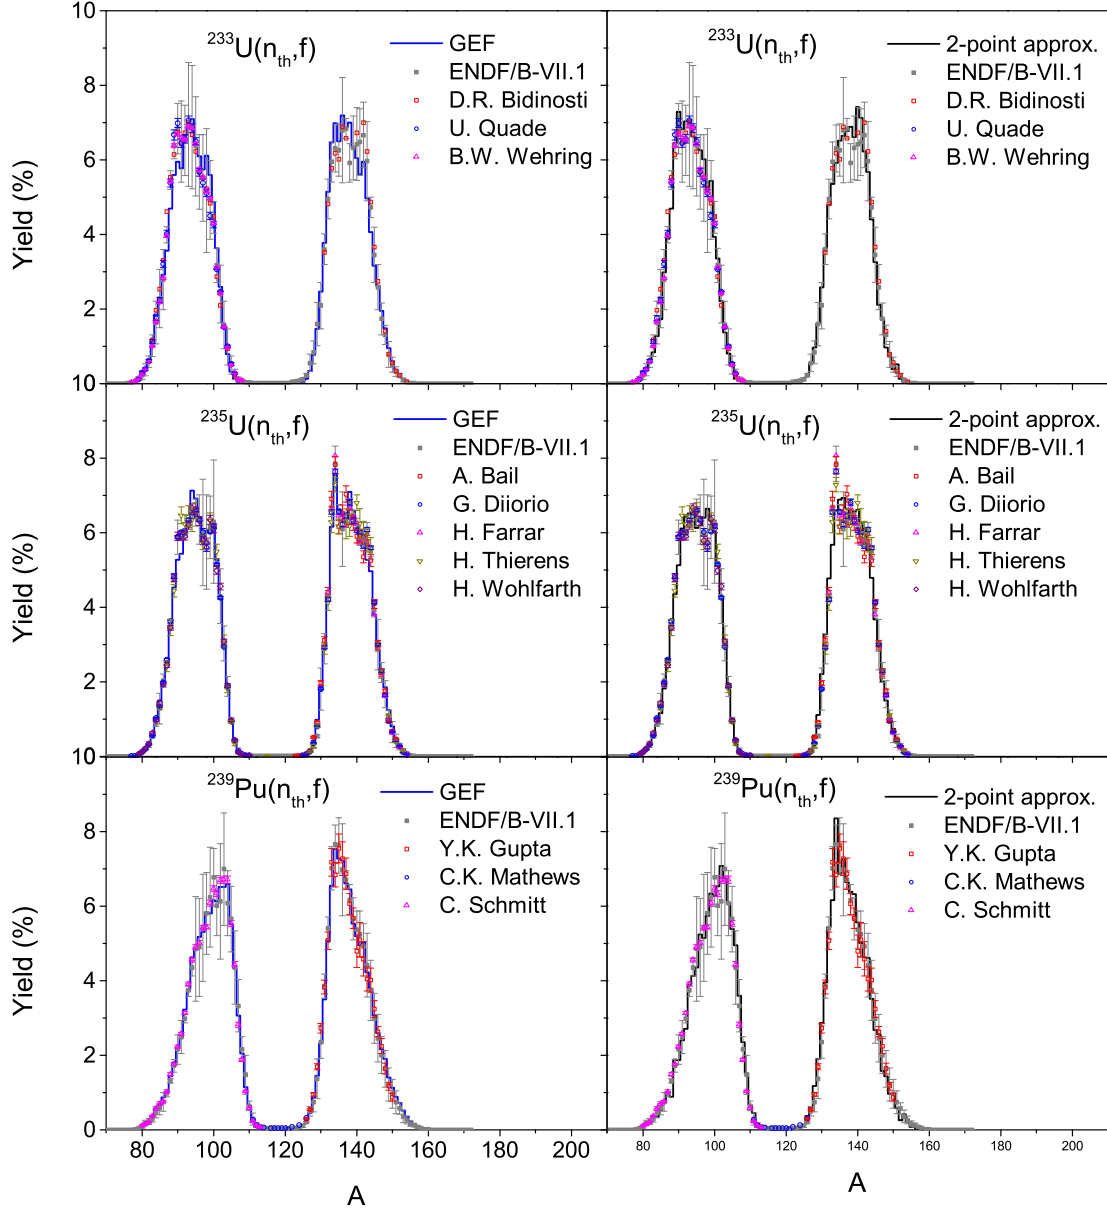 10
233U(nth,f)
GEF
ENDF/B-VII.1
D.R. Bidinosti
U. Quade
B.W. Wehring
8
6
4
2
Yield (%)
233U(nth,f)
2-point approx.
ENDF/B-VII.1
D.R. Bidinosti
U. Quade
B.W. Wehring
10
235U(nth,f)
GEF
ENDF/B-VII.1
A. Bail
G. Diiorio
H. Farrar
H. Thierens
H. Wohlfarth
8
6
4
2
Yield (%)
235U(nth,f)
2-point approx.
ENDF/B-VII.1
A. Bail
G. Diiorio
H. Farrar
H. Thierens
H. Wohlfarth
10
239Pu(nth,f)
GEF
ENDF/B-VII.1
Y.K. Gupta
C.K. Mathews
C. Schmitt
8
6
4
2
0
Yield (%)
80 100 120 140 160 200
A
239Pu(nth,f)
2-point approx.
ENDF/B-VII.1
Y.K. Gupta
C.K. Mathews
C. Schmitt
80 100 120 140 160 200
A